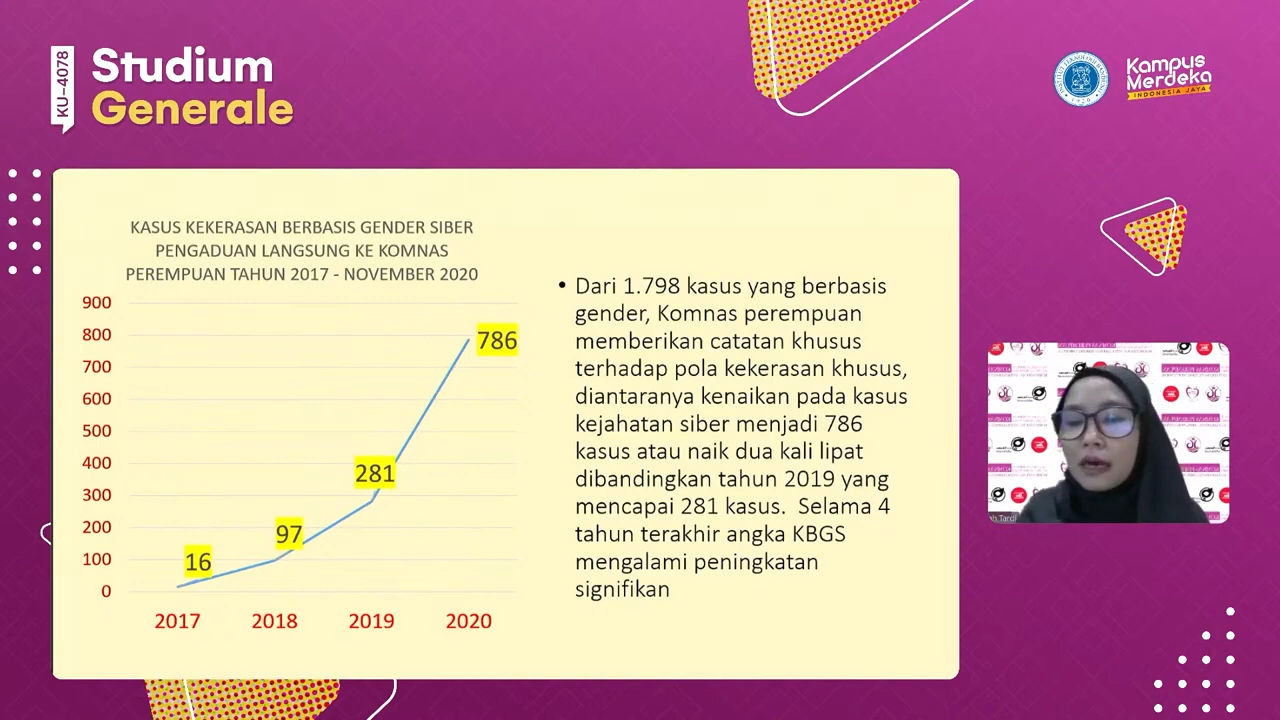 KU-4078
Studium
Generale
Kampus
Merdeka
INDONESIA JAYA
KASUS KEKERASAN BERBASIS GENDER SIBER
PENGADUAN LANGSUNG KE KOMNAS
PEREMPUAN TAHUN 2017 - NOVEMBER 2020
900
800
700
600
500
400
300
200
100
0
16
97
281
786
2017 2018 2019 2020
• Dari 1.798 kasus yang berbasis
gender, Komnas perempuan
memberikan catatan khusus
terhadap pola kekerasan khusus,
diantaranya kenaikan pada kasus
kejahatan siber menjadi 786
kasus atau naik dua kali lipat
dibandingkan tahun 2019 yang
mencapai 281 kasus. Selama 4
tahun terakhir angka KBGS
mengalami peningkatan
signifikan